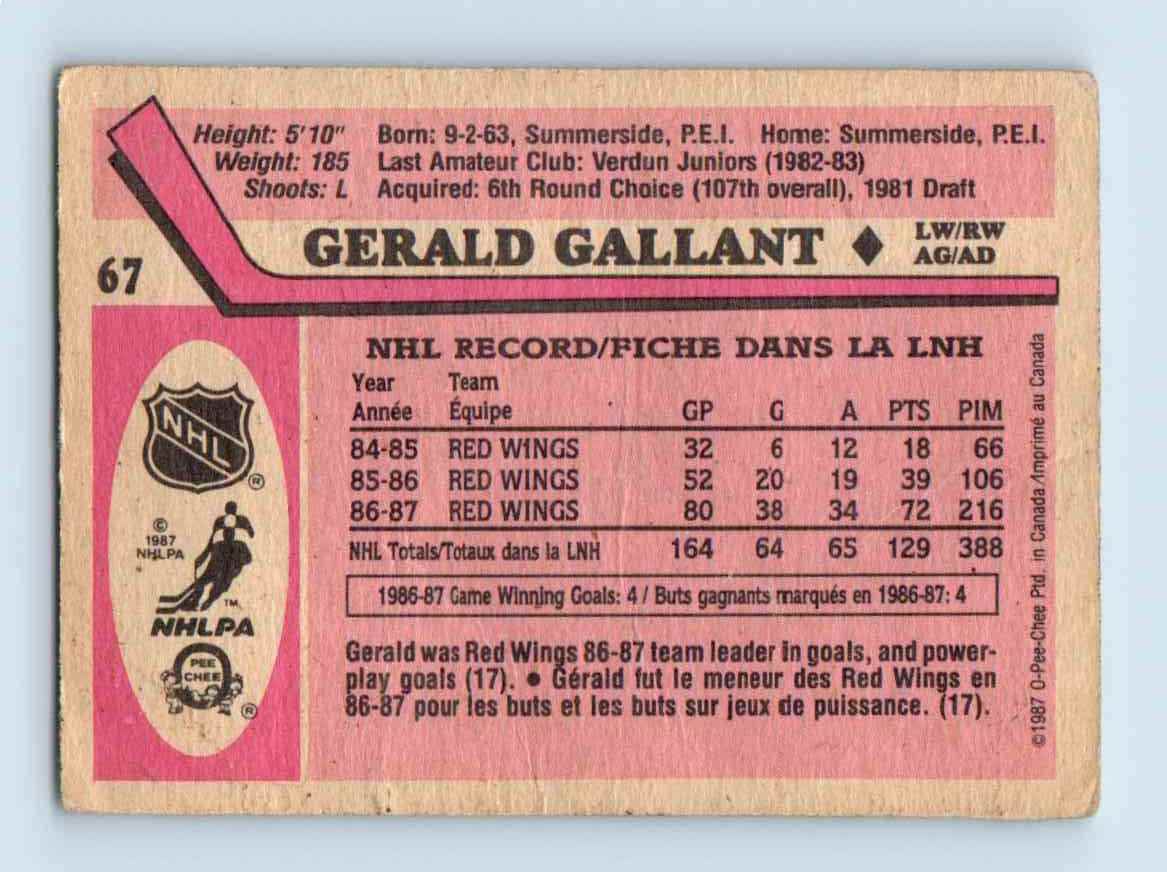 Height: 5'10" Born: 9-2-63, Summerside, P.E.I. Home: Summerside, P.E.I.
Weight: 185 Last Amateur Club: Verdun Juniors (1982-83)
Shoots: L Acquired: 6th Round Choice (107th overall), 1981 Draft
67 GERALD GALLANT ◆ LW/RW
AG/AD
NHL RECORD/FICHE DANS LA LNH
Year Team
Année Équipe GP G A PTS PIM
84-85 RED WINGS 32 6 12 18 66
85-86 RED WINGS 52 20 19 39 106
86-87 RED WINGS 80 38 34 72 216
NHL Totals/Totaux dans la LNH 164 64 65 129 388
1986-87 Game Winning Goals: 4 / Buts gagnants marqués en 1986-87: 4
Gerald was Red Wings 86-87 team leader in goals, and power-
play goals (17). ● Gérald fut le meneur des Red Wings en
86-87 pour les buts et les buts sur jeux de puissance. (17).
NHL
®
©
1987
NHLPA
TM
NHLPA
O
PEE
CHEE
®
©1987 O-Pee-Chee Ptd. in Canada/Imprimé au Canada